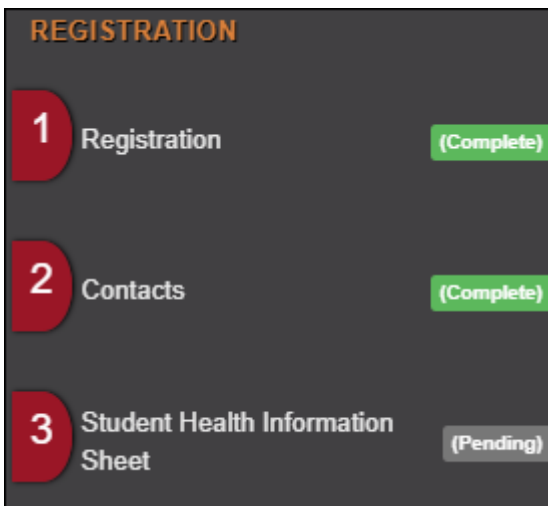 REGISTRATION
1 Registration (Complete)
2 Contacts (Complete)
3 Student Health Information
Sheet (Pending)